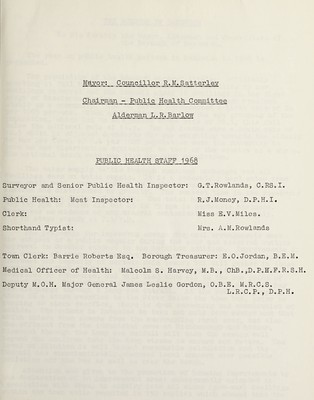 Mayor: Councillor R.M.Satterley
Chairman - Public Health Committee
Alderman L.R.Barlow
PUBLIC HEALTH STAFF 1968
Surveyor and Senior Public Health Inspector: G.T.Rowlands, C.RS.I.
Public Health: Meat Inspector: R.J.Money, D.P.H.I.
Clerk: Miss E.V.Miles.
Shorthand Typist: Mrs. A.M.Rowlands
Town Clerk: Barrie Roberts Esq. Borough Treasurer: E.O.Jordan, B.E.M.
Medical Officer of Health: Malcolm S. Harvey, M.B., ChB.,D.P.H.F.R.S.H.
Deputy M.O.H. Major General James Leslie Gordon, O.B.E. M.R.C.S.
L.R.C.P., D.P.H.